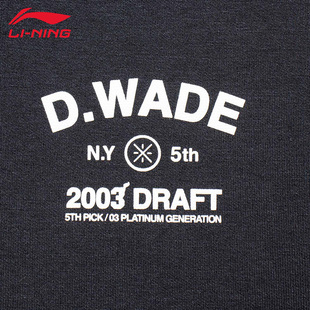 LI-NING
D.WADE
N.Y 5th
2003 DRAFT
5TH PICK / 03 PLATINUM GENERATION